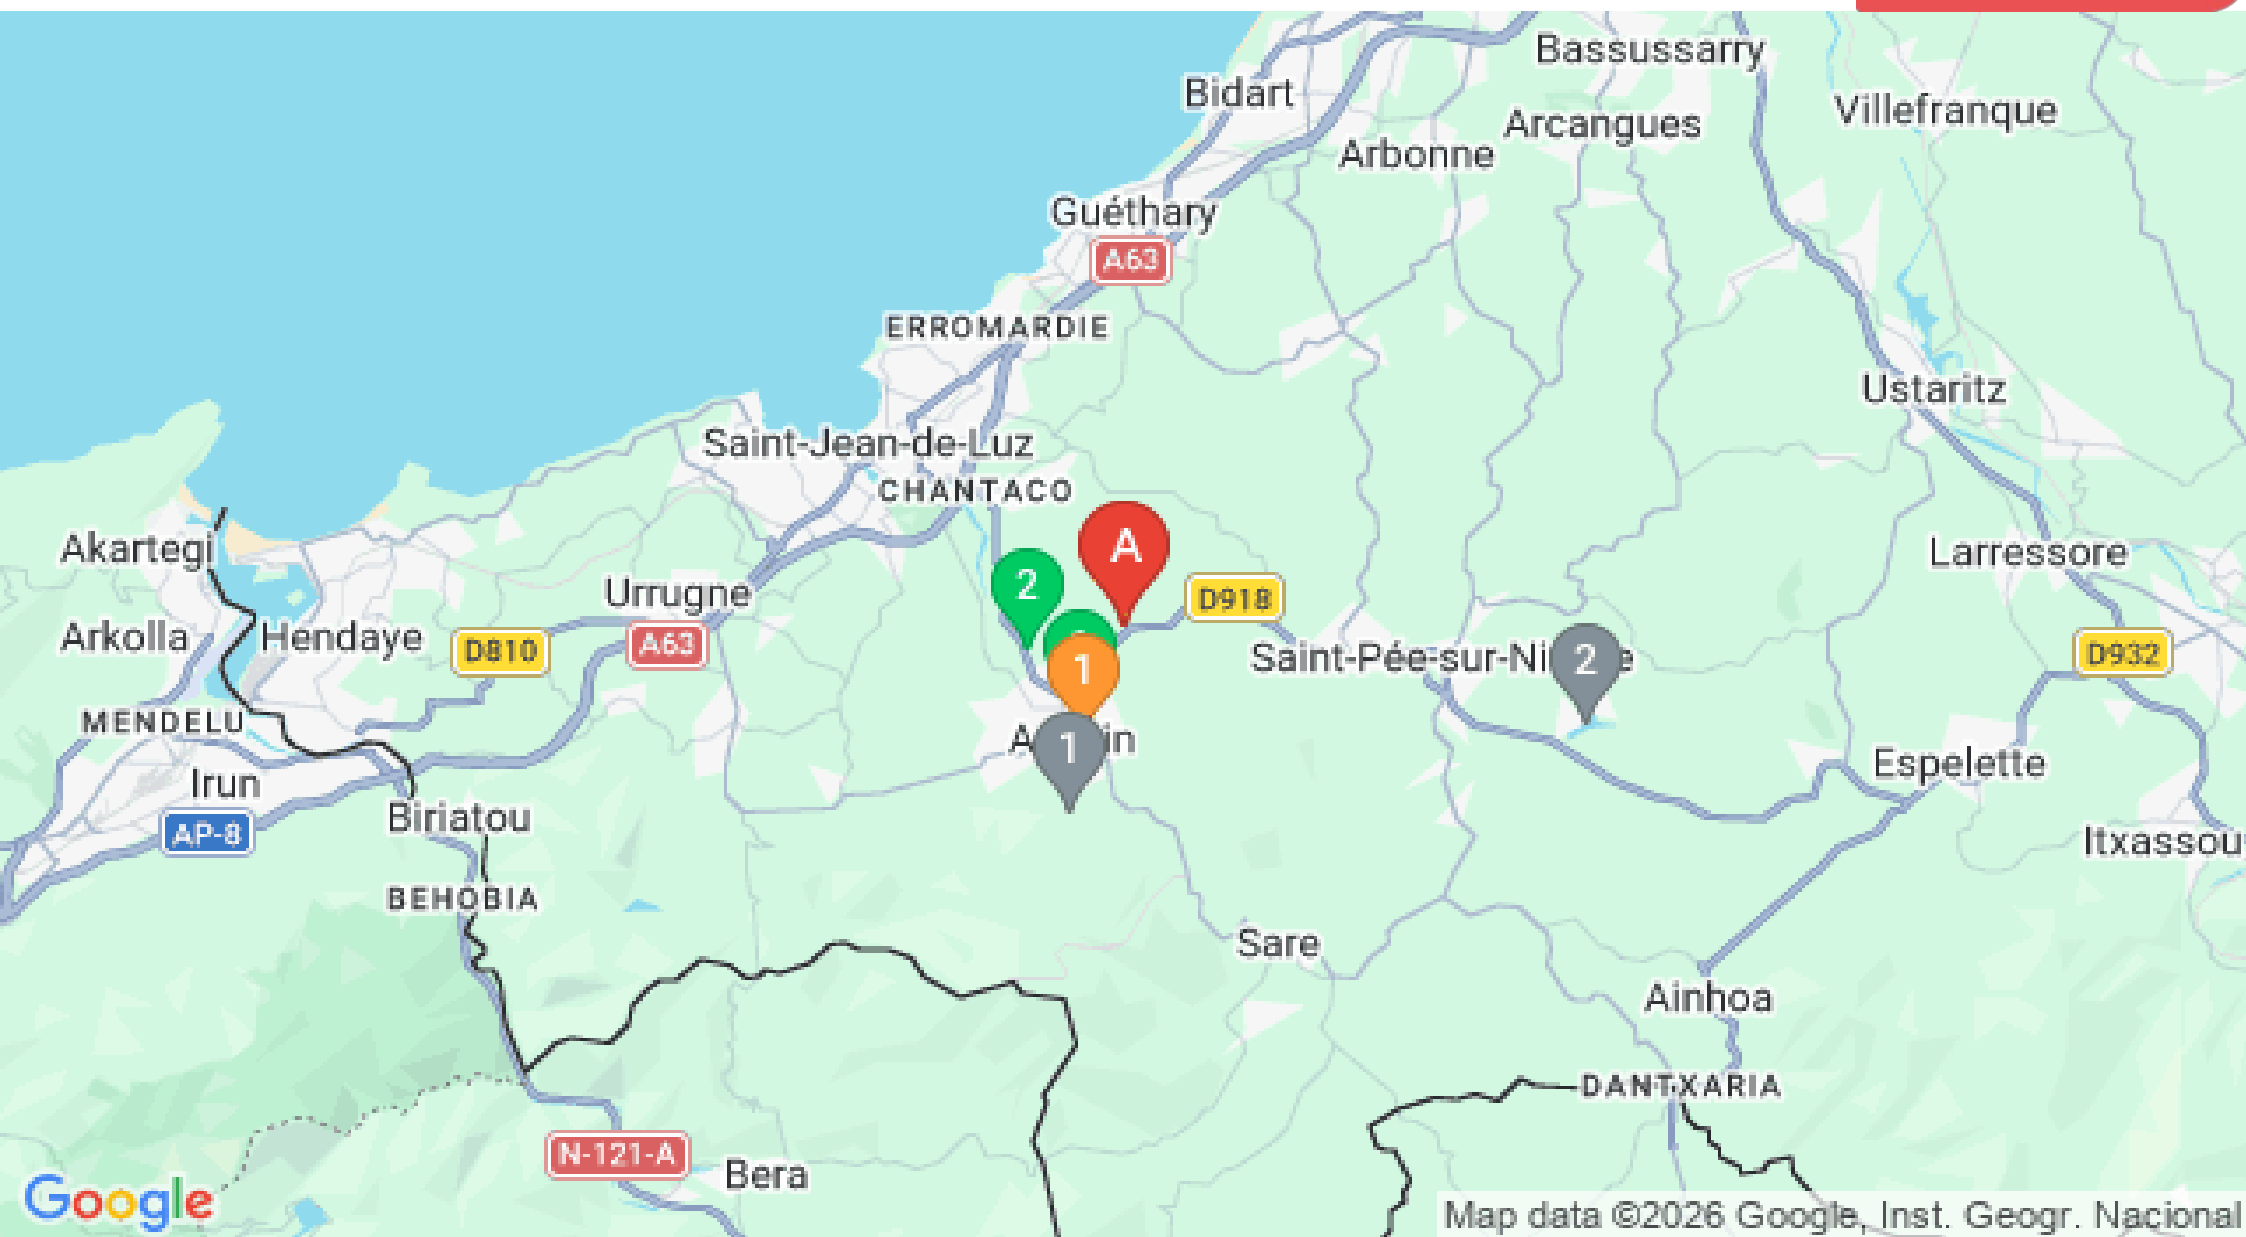 Bassussarry
Bidart
Villefranque
Arcangues
Arbonne
Guéthary
A63
ERROMARDIE
Ustaritz
Saint-Jean-de-Luz
CHANTACO
A
Akartegi
Larressore
2
Urrugne
D918
Arkolla
Hendaye
D810
A63
1
Saint-Pée-sur-Ni
2
e
D932
MENDELU
A
1
in
Irun
Espelette
Biriatou
AP-8
Itxassou
BEHOBIA
Sare
Ainhoa
DANTXARIA
N-121-A
Bera
Google
Map data ©2026 Google, Inst. Geogr. Nacional